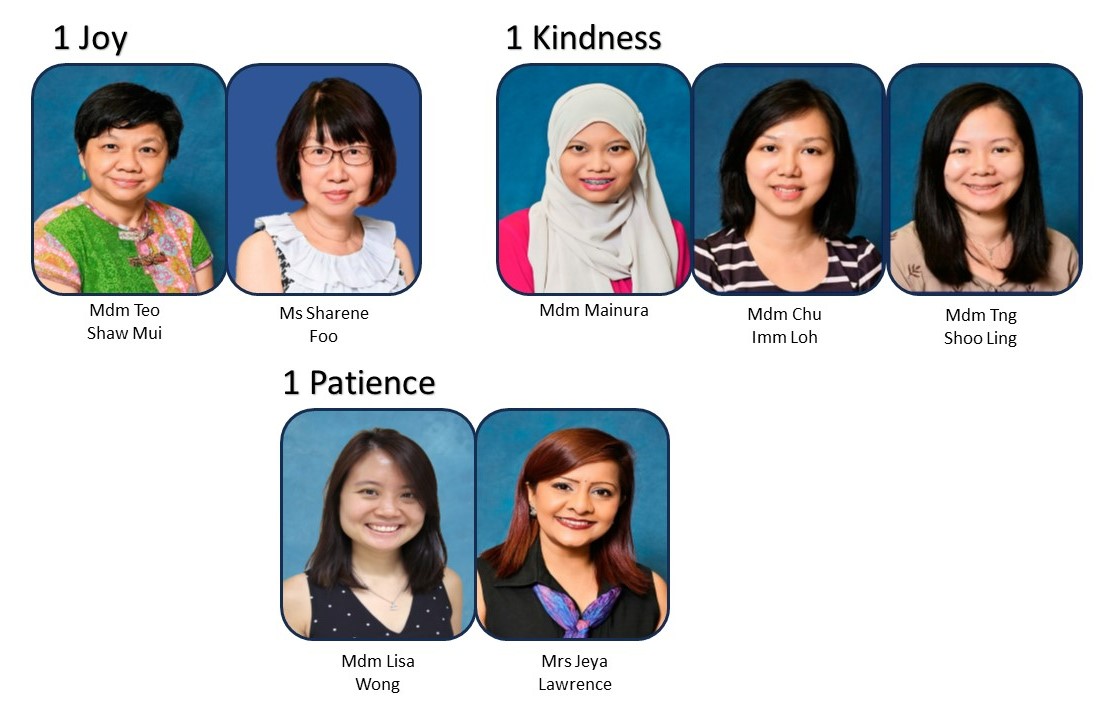 1 Joy
1 Kindness
Mdm Teo
Shaw Mui
Ms Sharene
Foo
Mdm Mainura
Mdm Chu
Imm Loh
Mdm Tng
Shoo Ling
1 Patience
Mdm Lisa
Wong
Mrs Jeya
Lawrence